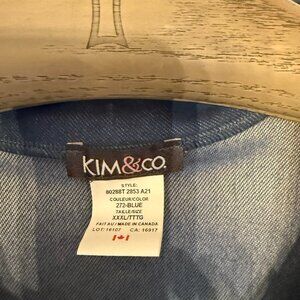 KIM&CO.
STYLE:
80288T 2853 A21
COULEUR/COLOR
272-BLUE
TAILLE/SIZE
XXXL/TTTG
FAIT AU / MADE IN CANADA
LOT: 16107 CA: 16917